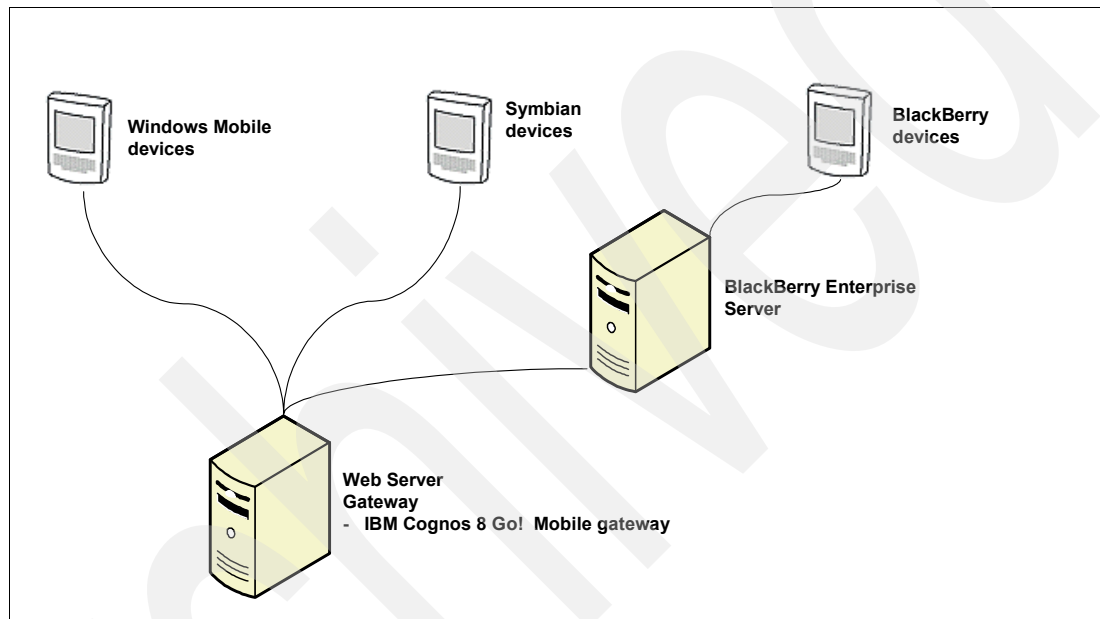 Windows Mobile
devices
Symbian
devices
BlackBerry
devices
BlackBerry Enterprise
Server
Web Server
Gateway
- IBM Cognos 8 Go! Mobile gateway